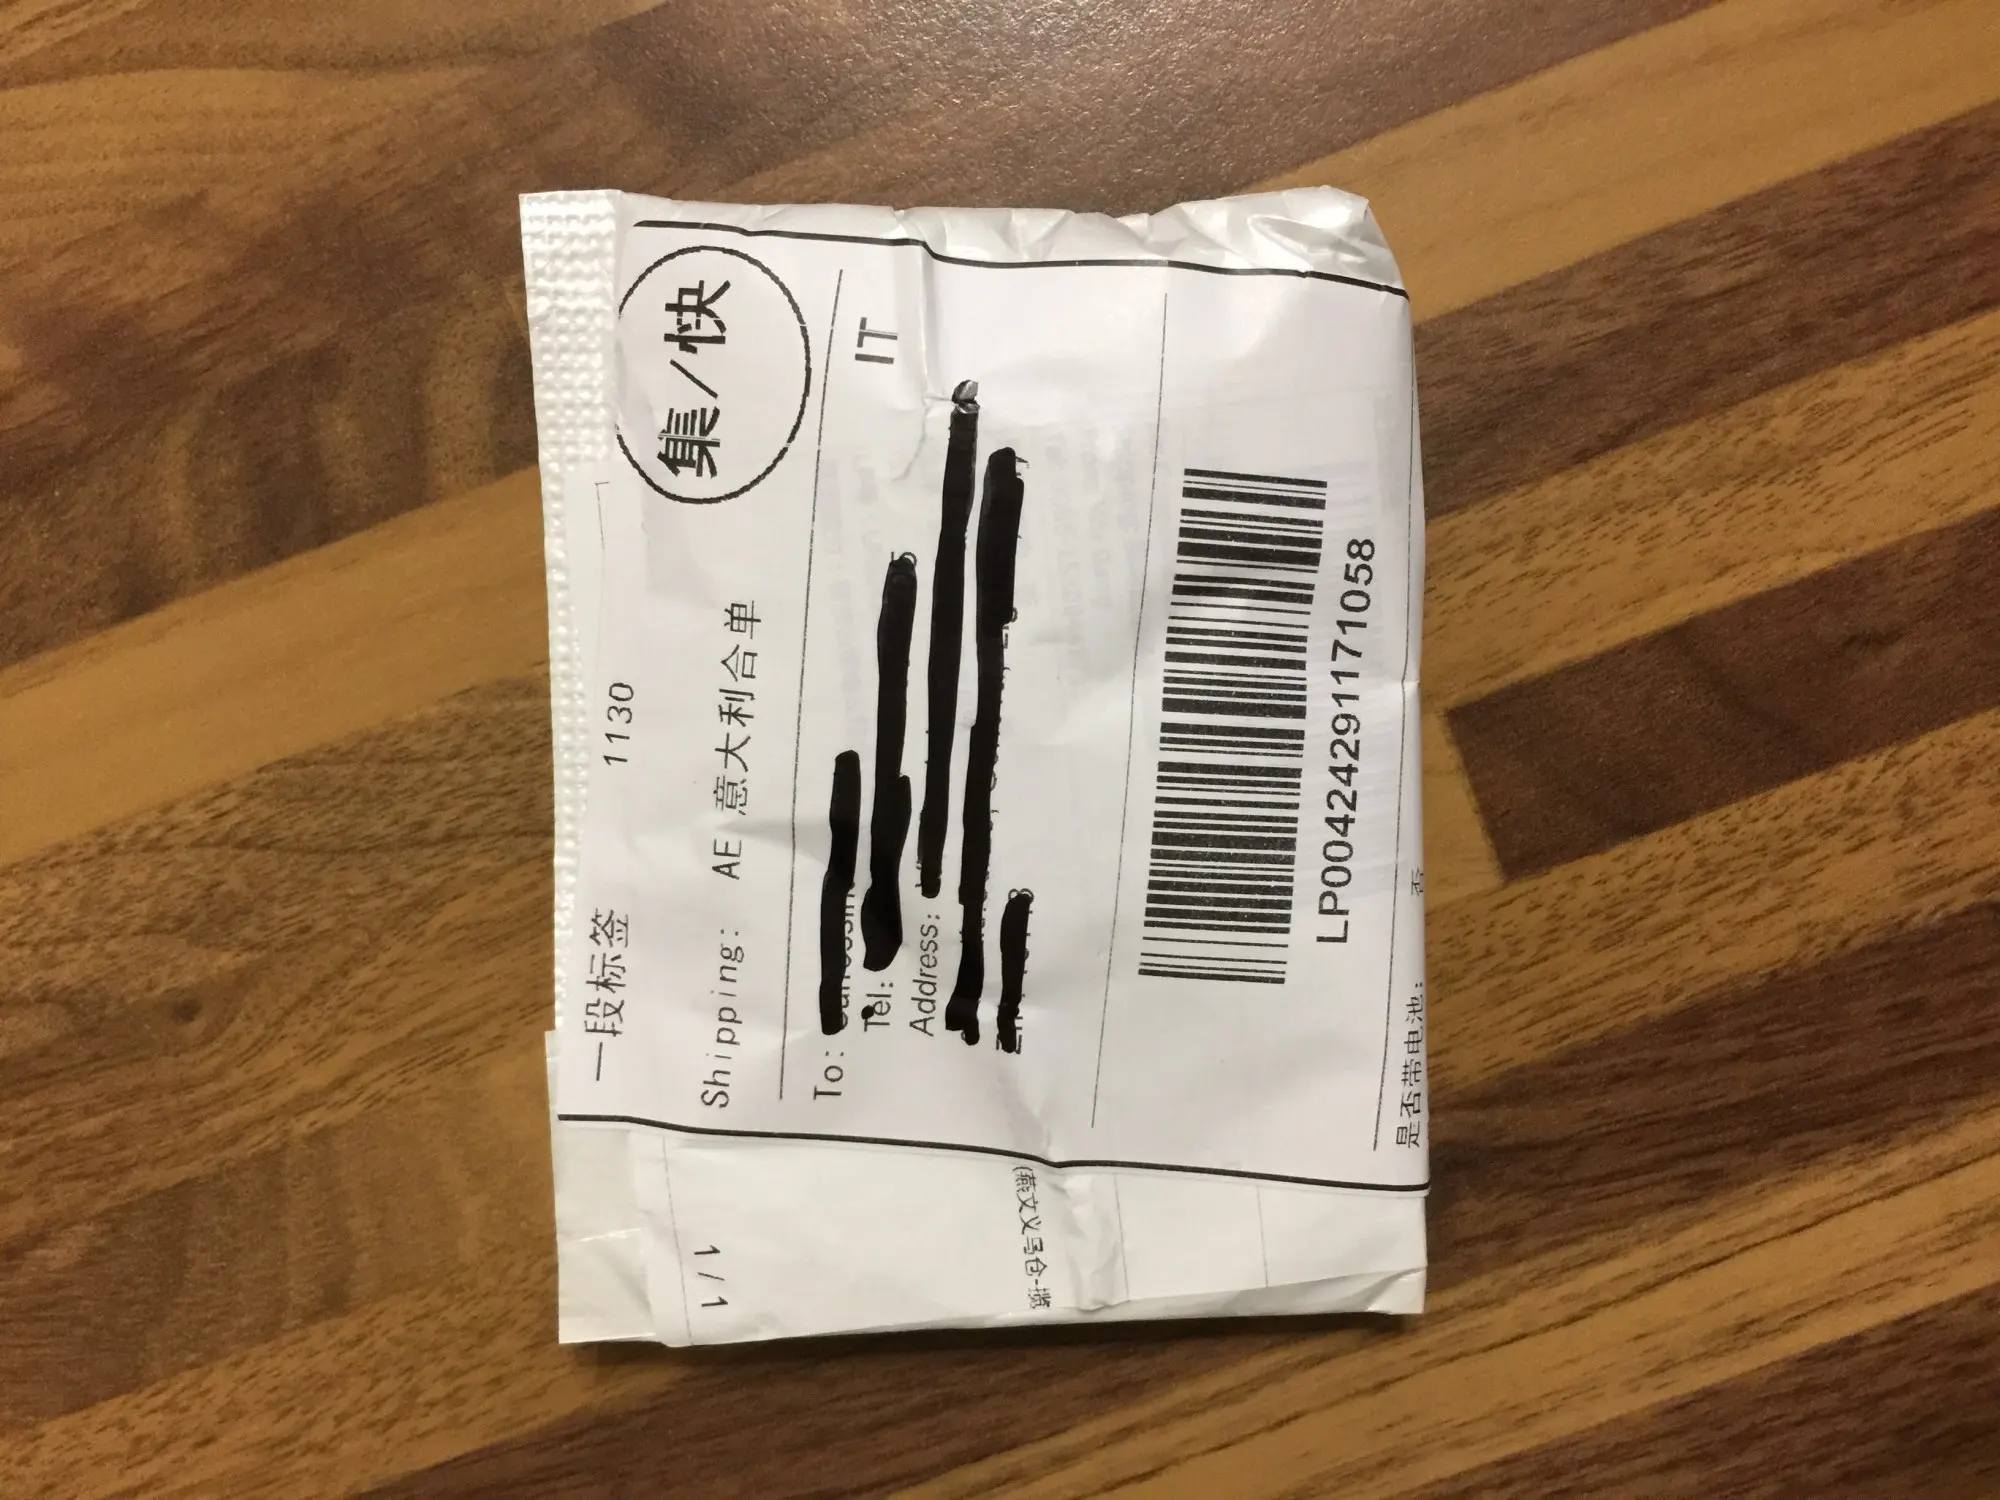 一段标签 1130
集/快
Shipping: AE 意大利合单
To:
IT
Tel:
Address:
LP00424291171058
是否带电池: 否
1/1